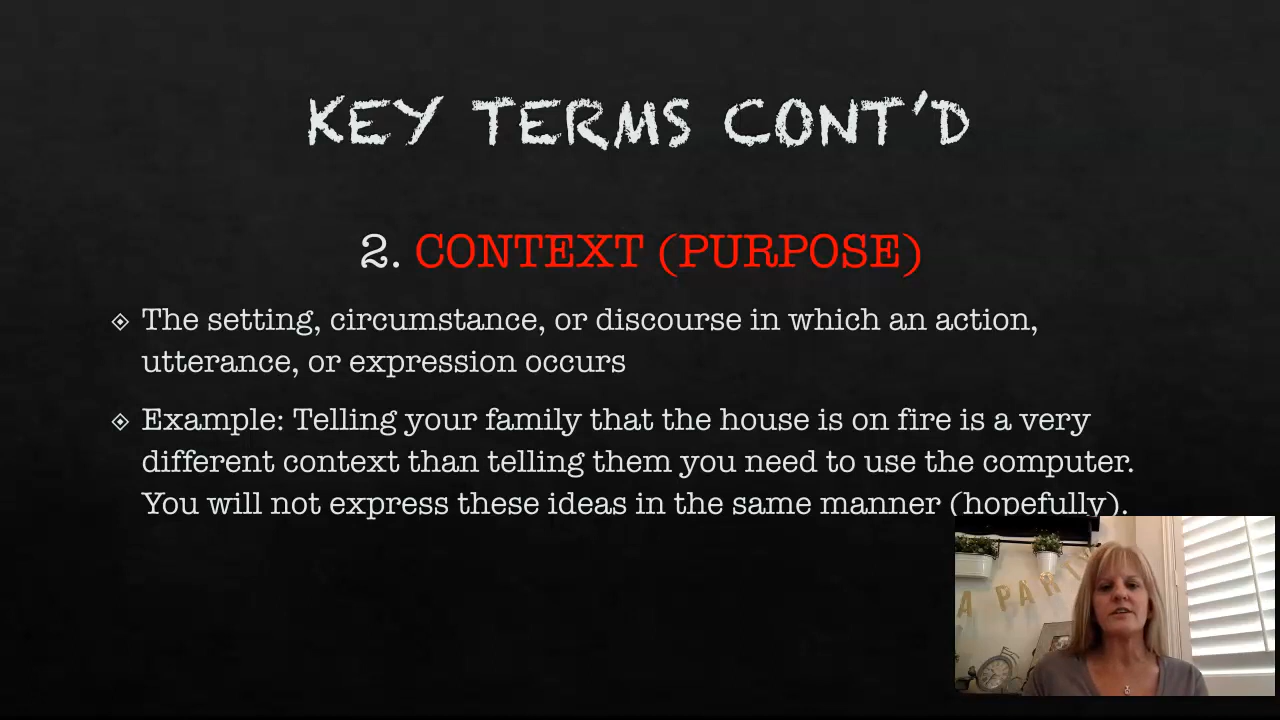 KEY TERMS CONT'D
2. CONTEXT (PURPOSE)
The setting, circumstance, or discourse in which an action,
utterance, or expression occurs
Example: Telling your family that the house is on fire is a very
different context than telling them you need to use the computer.
You will not express these ideas in the same manner (hopefully).
A PART